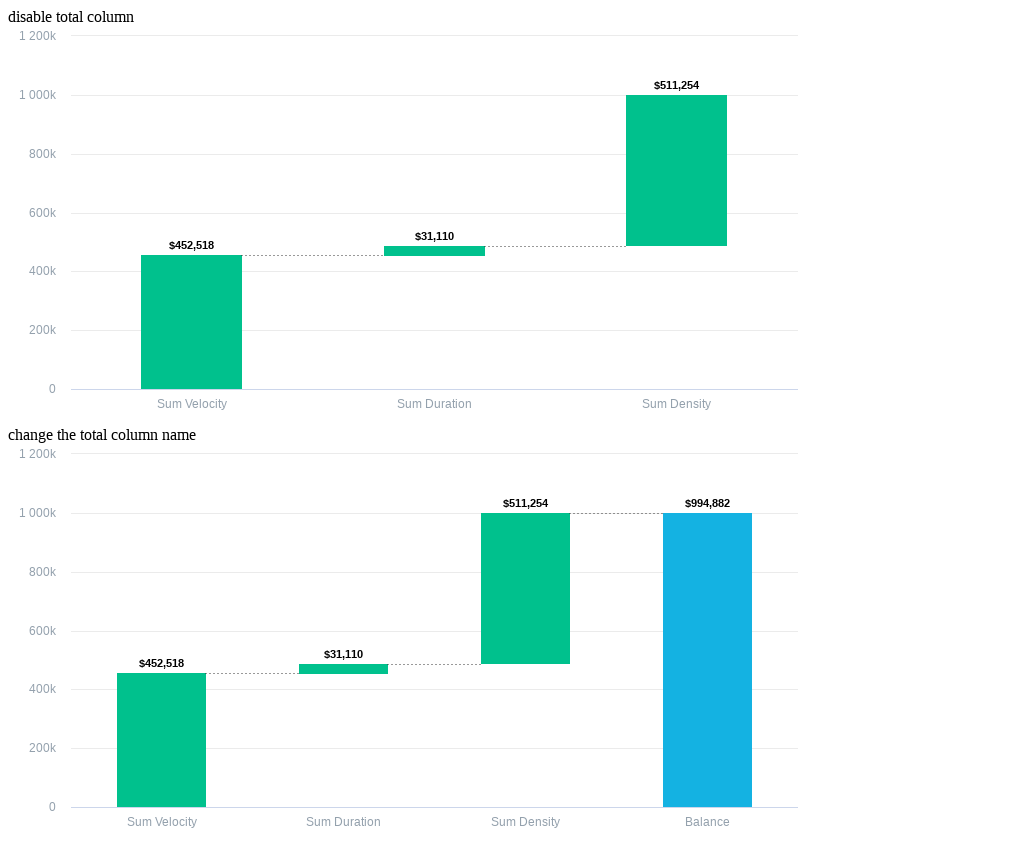 disable total column
1 200k
1 000k
$511,254
800k
600k
$31,110
$452,518
400k
200k
0
Sum Velocity Sum Duration Sum Density
change the total column name
1 200k
1 000k
$511,254 $994,882
800k
600k
$31,110
$452,518
400k
200k
0
Sum Velocity Sum Duration Sum Density Balance